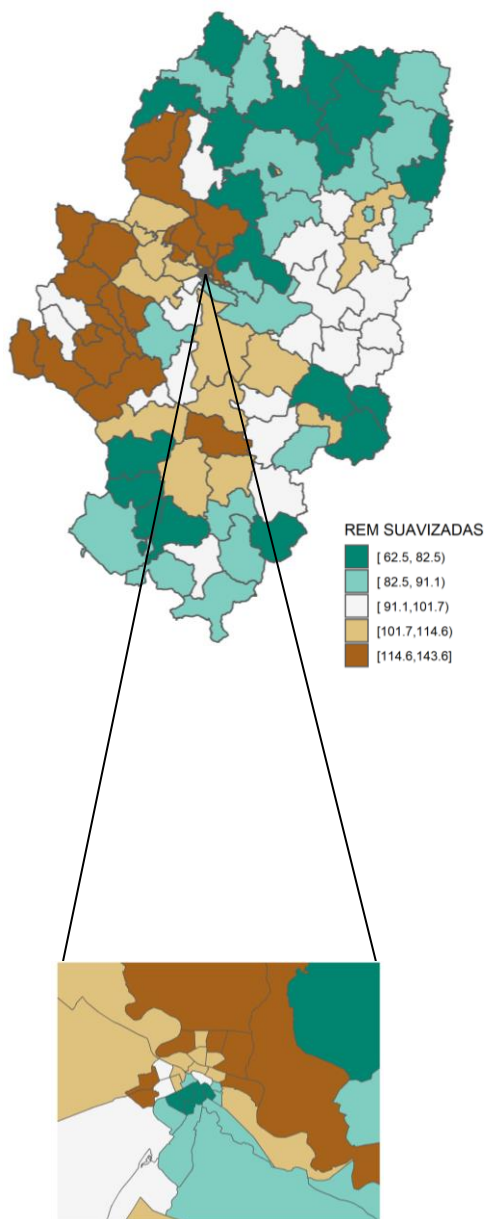 REM SUAVIZADAS
[ 62.5, 82.5)
[ 82.5, 91.1)
[ 91.1,101.7)
[101.7,114.6)
[114.6,143.6]